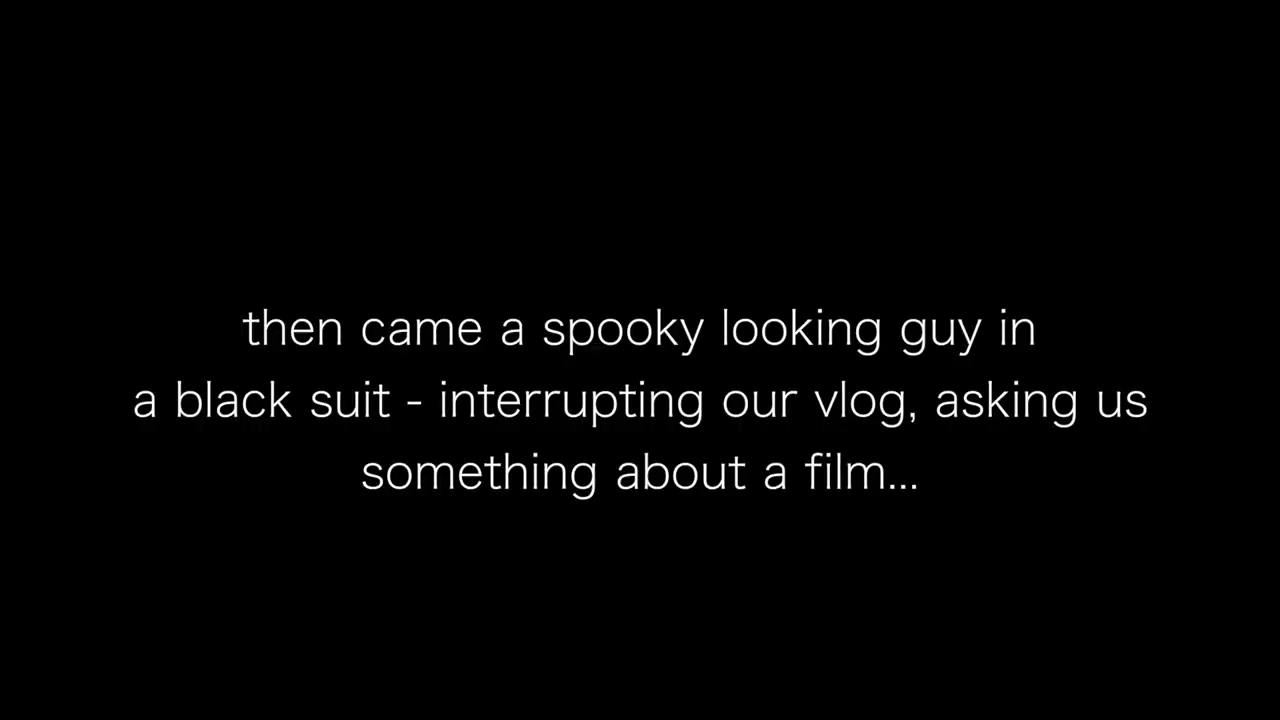 then came a spooky looking guy in
a black suit - interrupting our vlog, asking us
something about a film...